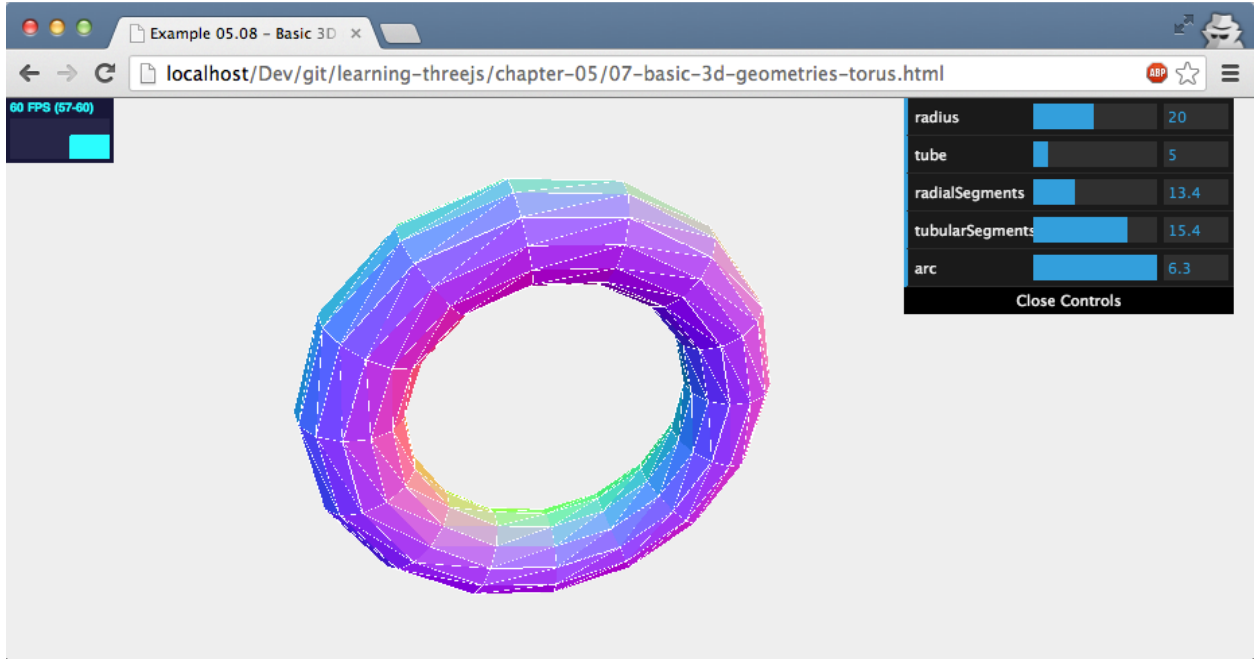 Example 05.08 – Basic 3D
localhost/Dev/git/learning-threejs/chapter-05/07-basic-3d-geometries-torus.html
ABP
60 FPS (57-60)
radius 20
tube 5
radialSegments 13.4
tubularSegments 15.4
arc 6.3
Close Controls